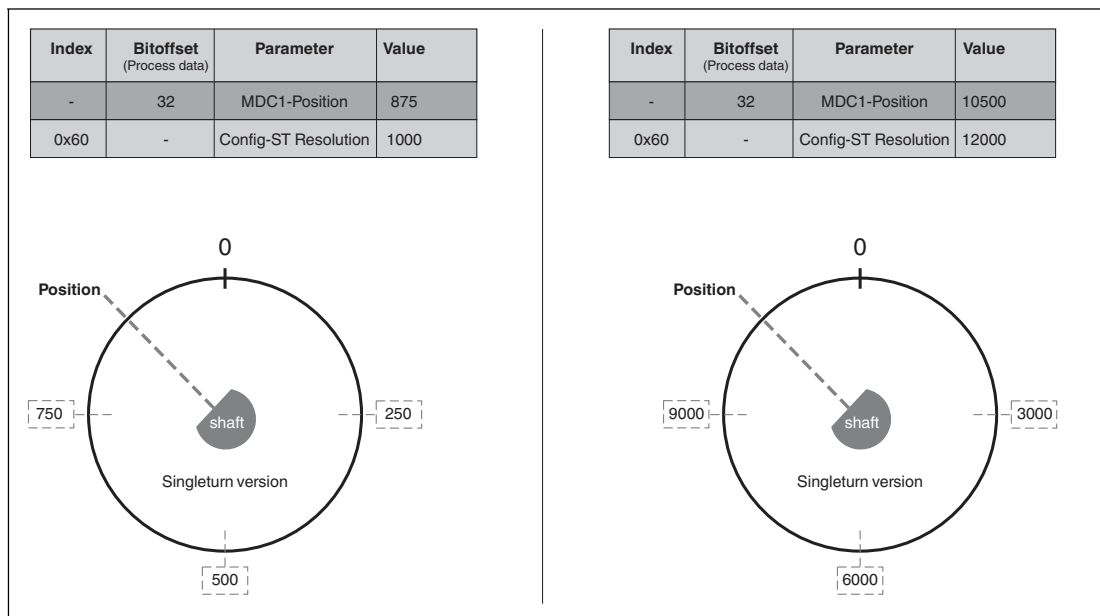 Index Bitoffset (Process data) Parameter Value
- 32 MDC1-Position 875
0x60 - Config-ST Resolution 1000
0
Position
750
250
shaft
Singleturn version
500
Index Bitoffset (Process data) Parameter Value
- 32 MDC1-Position 10500
0x60 - Config-ST Resolution 12000
0
Position
9000
3000
shaft
Singleturn version
6000